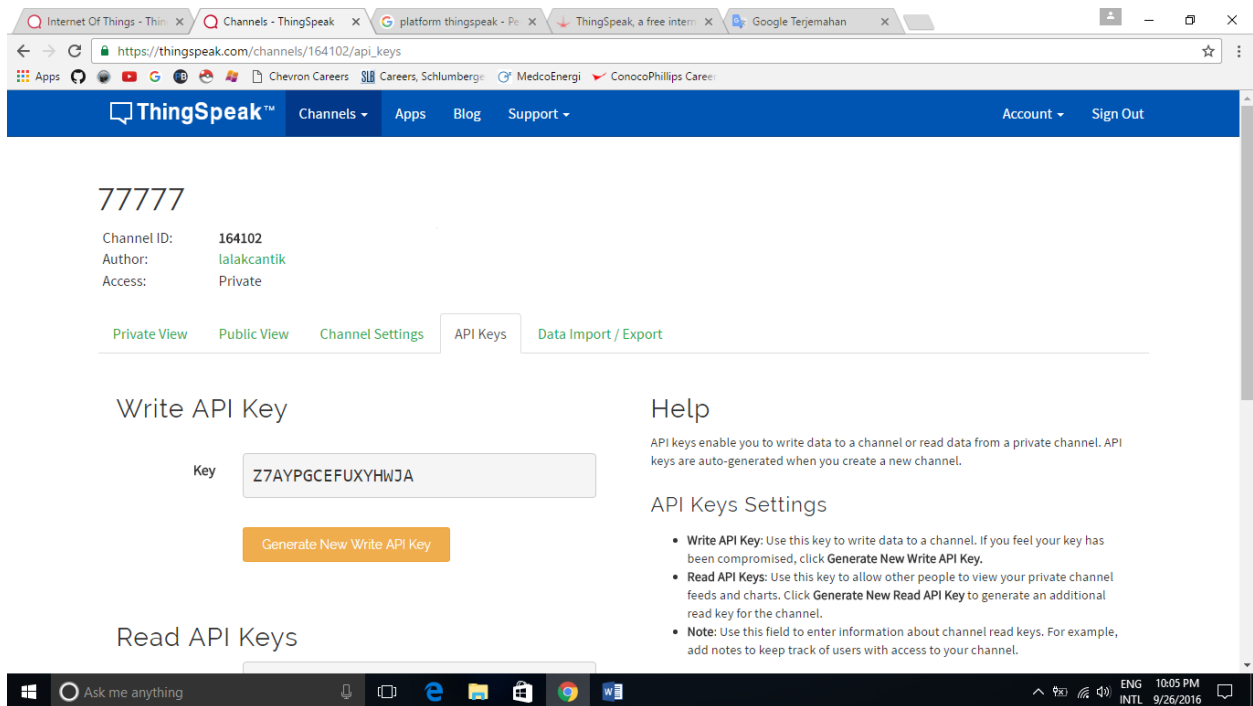 Internet Of Things - Thin
Channels - ThingSpeak
platform thingspeak - Pe
ThingSpeak, a free intern
Google Terjemahan
https://thingspeak.com/channels/164102/api_keys
Apps
Chevron Careers
SLB Careers, Schlumberge
MedcoEnergi
ConocoPhillips Career
ThingSpeak™
Channels
Apps
Blog
Support
Account
Sign Out
77777
Channel ID: 164102
Author: lalakcantik
Access: Private
Private View
Public View
Channel Settings
API Keys
Data Import / Export
Write API Key
Key
Z7AYPGCEFUXYHWJA
Generate New Write API Key
Read API Keys
Help
API keys enable you to write data to a channel or read data from a private channel. API
keys are auto-generated when you create a new channel.
API Keys Settings
Write API Key: Use this key to write data to a channel. If you feel your key has
been compromised, click Generate New Write API Key.
Read API Keys: Use this key to allow other people to view your private channel
feeds and charts. Click Generate New Read API Key to generate an additional
read key for the channel.
Note: Use this field to enter information about channel read keys. For example,
add notes to keep track of users with access to your channel.
Ask me anything
ENG
INTL
10:05 PM
9/26/2016